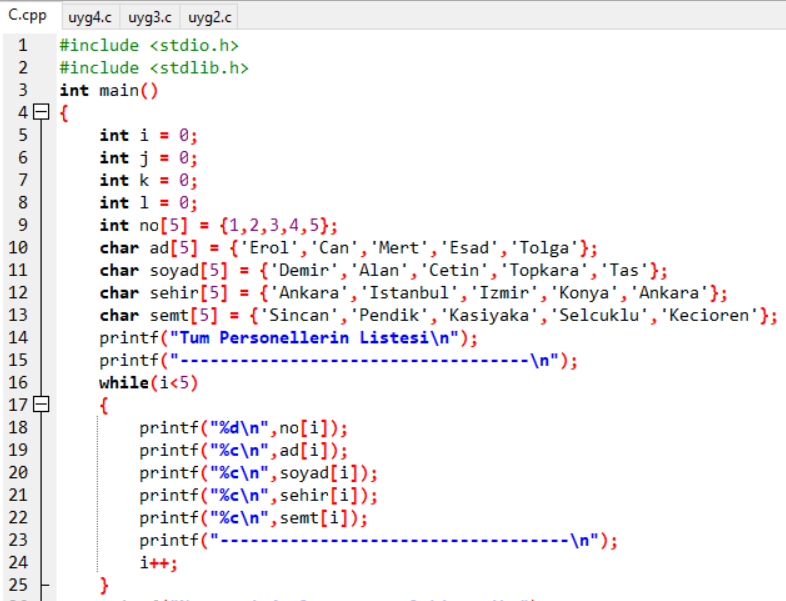 C.cpp uyg4.c uyg3.c uyg2.c
1 #include <stdio.h>
2 #include <stdlib.h>
3 int main()
4 {
5 int i = 0;
6 int j = 0;
7 int k = 0;
8 int l = 0;
9 int no[5] = {1,2,3,4,5};
10 char ad[5] = {'Erol','Can','Mert','Esad','Tolga'};
11 char soyad[5] = {'Demir','Alan','Cetin','Topkara','Tas'};
12 char sehir[5] = {'Ankara','Istanbul','Izmir','Konya','Ankara'};
13 char semt[5] = {'Sincan','Pendik','Kasiyaka','Selcuklu','Kecioren'};
14 printf("Tum Personellerin Listesi\n");
15 printf("-----------------------------------\n");
16 while(i<5)
17 {
18 printf("%d\n",no[i]);
19 printf("%c\n",ad[i]);
20 printf("%c\n",soyad[i]);
21 printf("%c\n",sehir[i]);
22 printf("%c\n",semt[i]);
23 printf("-----------------------------------\n");
24 i++;
25 }